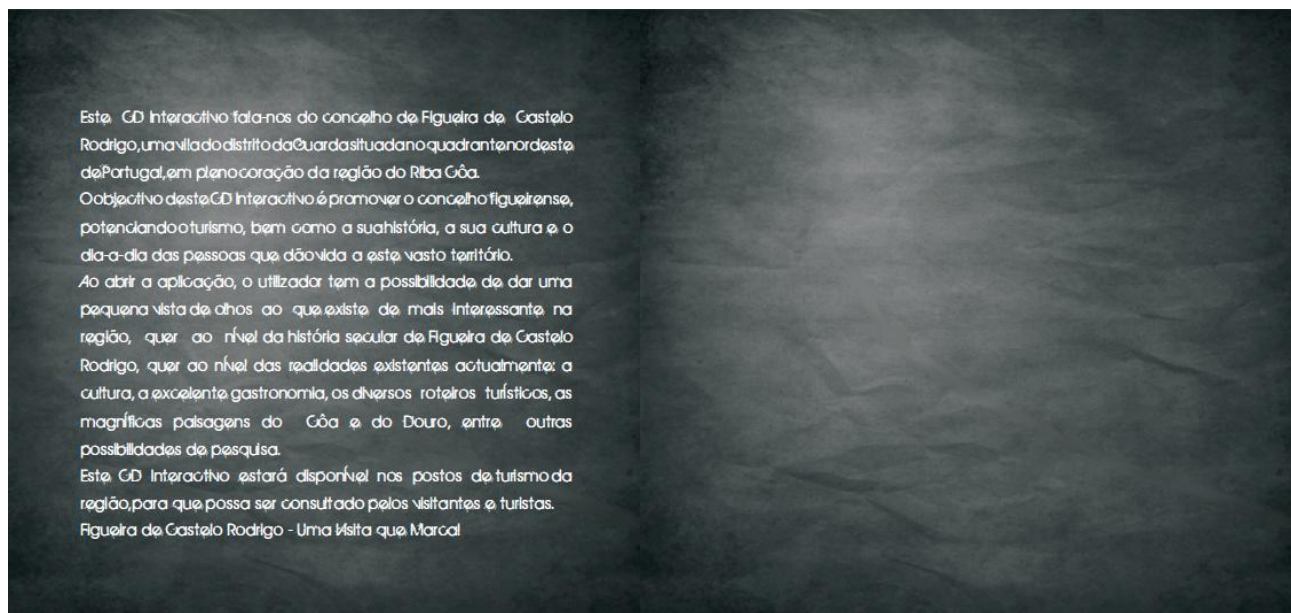 Este CD Interactivo fala-nos do concelho de Figueira de Castelo
Rodrigo, uma vila do distrito da Guarda situada no quadrante nordeste
de Portugal, em pleno coração da região do Riba Côa.
O objectivo deste CD Interactivo é promover o concelho figueirense,
potenciando o turismo, bem como a sua história, a sua cultura e o
dia-a-dia das pessoas que dão vida a este vasto território.
Ao abrir a aplicação, o utilizador tem a possibilidade de dar uma
pequena vista de olhos ao que existe de mais interessante na
região, quer ao nível da história secular de Figueira de Castelo
Rodrigo, quer ao nível das realidades existentes actualmente: a
cultura, a excelente gastronomia, os diversos roteiros turísticos, as
magníficas paisagens do Côa e do Douro, entre outras
possibilidades de pesquisa.
Este CD Interactivo estará disponível nos postos de turismo da
região, para que possa ser consultado pelos visitantes e turistas.
Figueira de Castelo Rodrigo - Uma Visita que Marca!